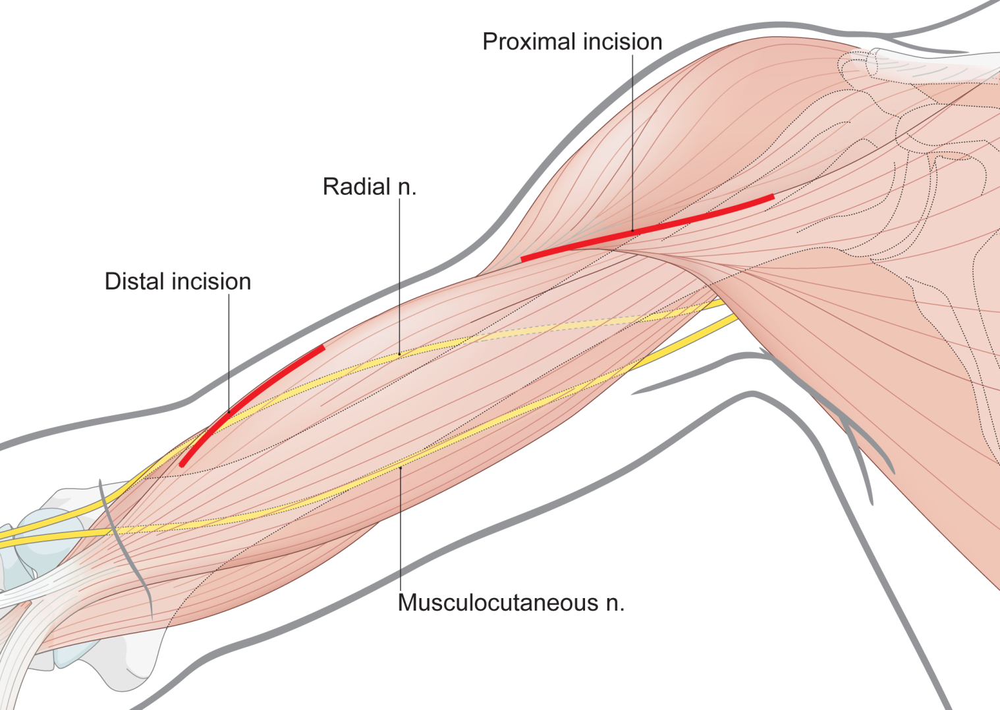 Proximal incision
Radial n.
Distal incision
Musculocutaneous n.